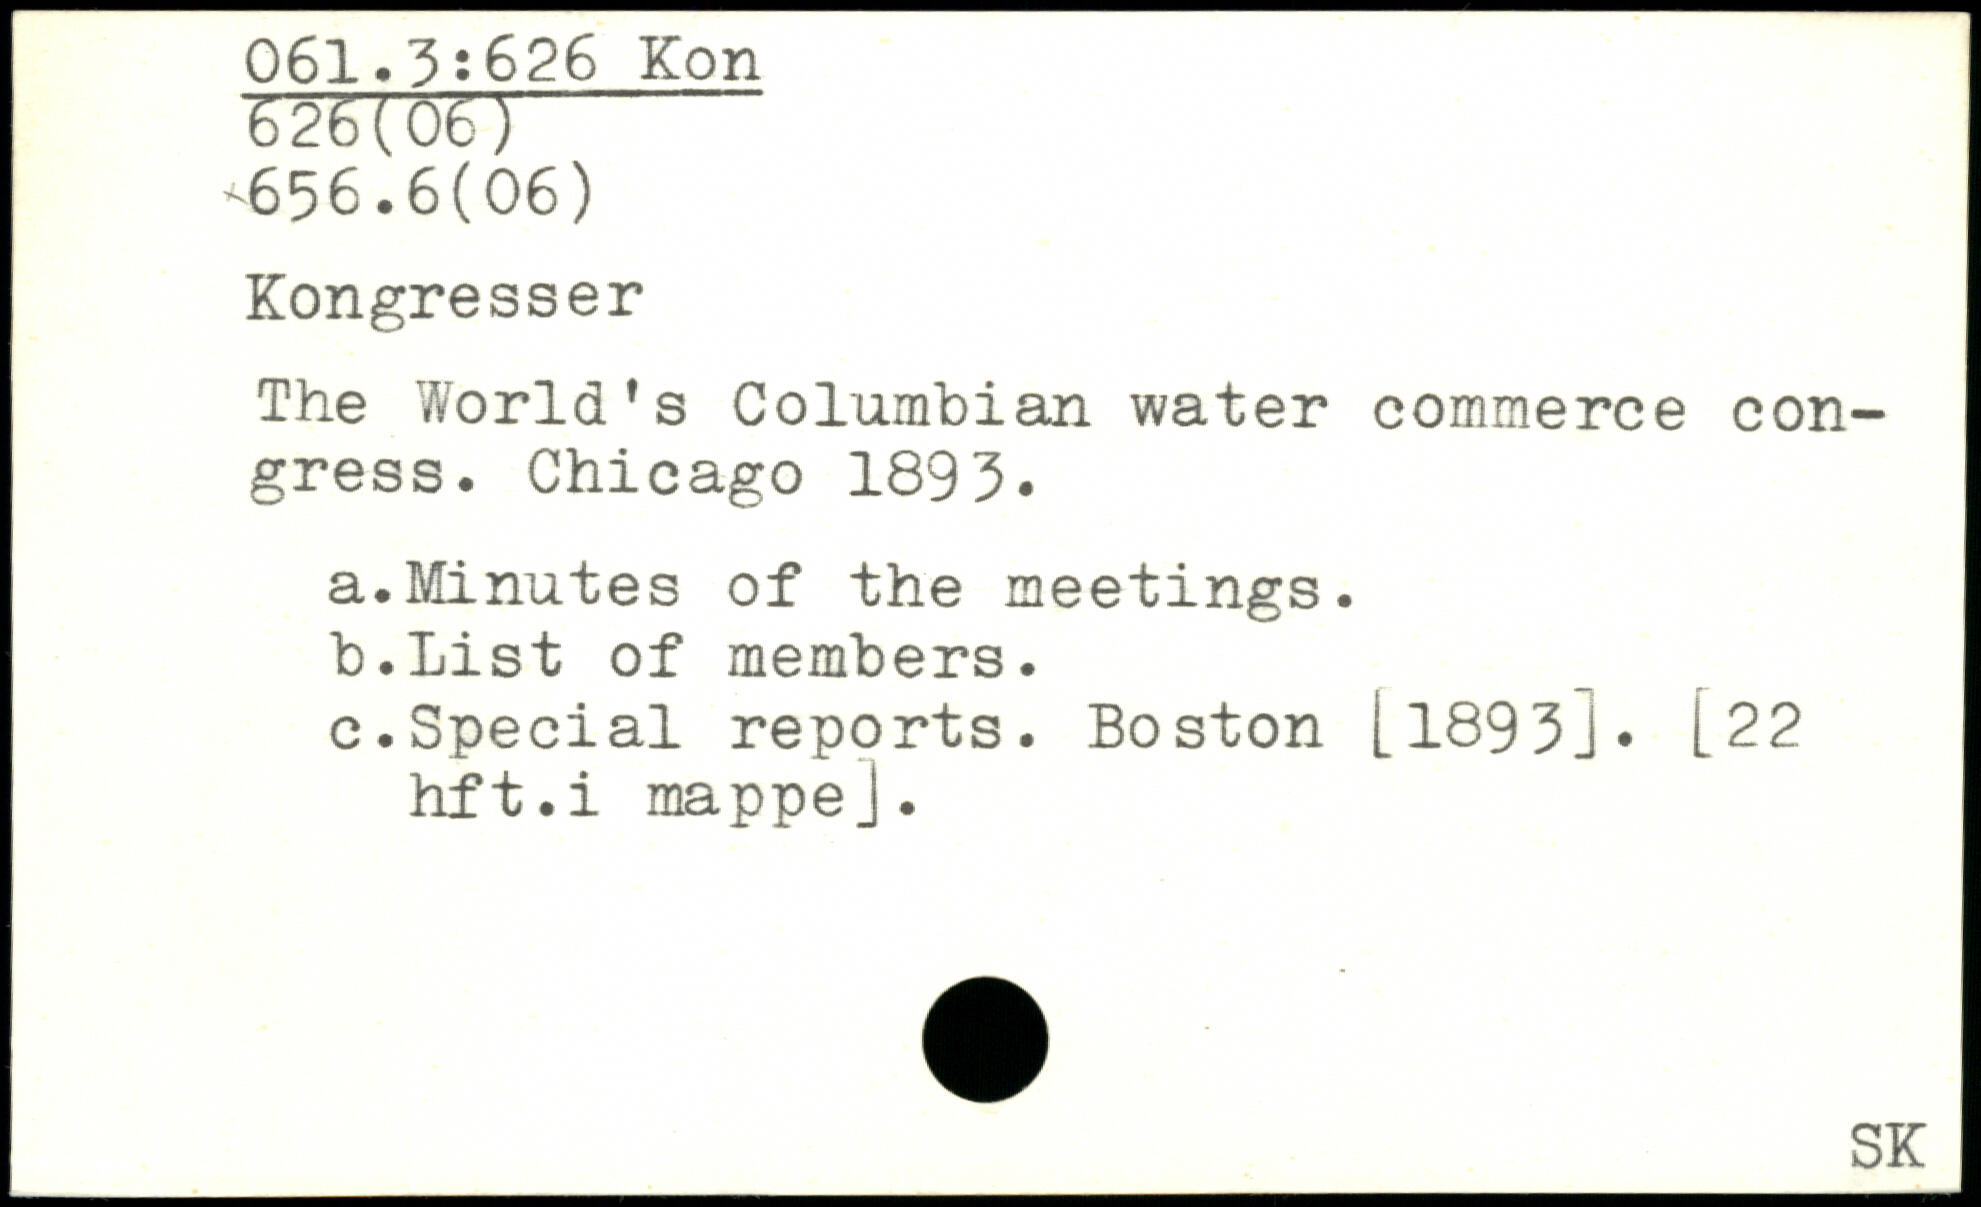 061.3:626 Kon
626(06)
×656.6(06)
Kongresser
The World's Columbian water commerce con-
gress. Chicago 1893.
a.Minutes of the meetings.
b.List of members.
c.Special reports. Boston [1893]. [22
hft.i mappe].
SK